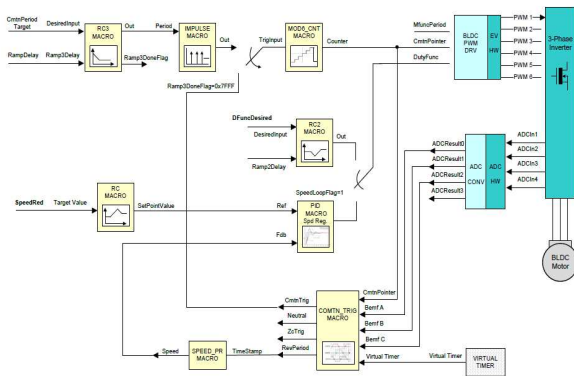 CmtnPeriod
Target
DesiredInput
RampDelay
Ramp3Delay
RC3
MACRO
Out
Period
Ramp3DoneFlag
IMPULSE
MACRO
Out
TrigInput
MOD6_CNT
MACRO
Counter
MfuncPeriod
CmtnPointer
DutyFunc
BLDC
PWM
DRV
EV
HW
PWM 1
PWM 2
PWM 3
PWM 4
PWM 5
PWM 6
3-Phase
Inverter
Ramp3DoneFlag=0x7FFF
DFuncDesired
DesiredInput
Ramp2Delay
RC2
MACRO
Out
ADCResult0
ADCResult1
ADCResult2
ADCResult3
ADC
CONV
ADC
HW
ADCIn1
ADCIn2
ADCIn3
ADCIn4
SpeedRed
Target Value
RC
MACRO
SetPointValue
SpeedLoopFlag=1
Ref
Fdb
PID
MACRO
Spd Reg.
BLDC
Motor
CmtnTrig
Neutral
ZcTrig
RevPeriod
COMTN_TRIG
MACRO
CmtnPointer
Bemf A
Bemf B
Bemf C
Virtual Timer
Virtual Timer
VIRTUAL
TIMER
Speed
SPEED_PR
MACRO
TimeStamp